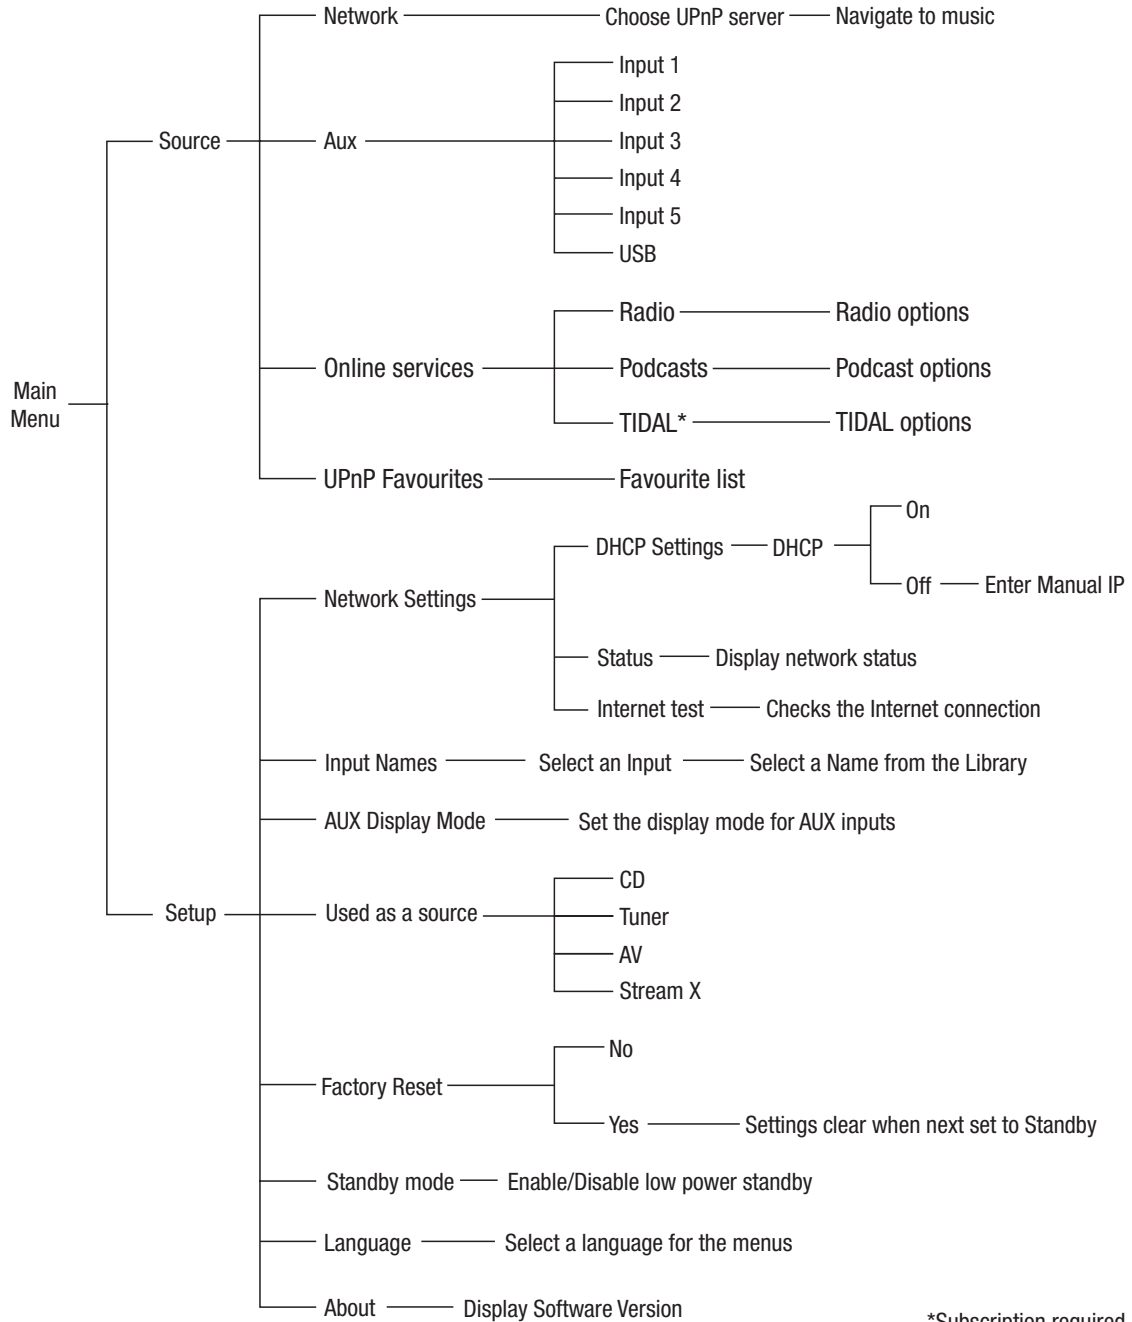 Network Choose UPnP server Navigate to music
Input 1
Input 2
Source Aux Input 3
Input 4
Input 5
USB
Radio Radio options
Online services Podcasts Podcast options
Main
Menu
TIDAL* TIDAL options
UPnP Favourites Favourite list
On
DHCP Settings DHCP
Off Enter Manual IP
Network Settings
Status Display network status
Internet test Checks the Internet connection
Input Names Select an Input Select a Name from the Library
AUX Display Mode Set the display mode for AUX inputs
CD
Setup Used as a source Tuner
AV
Stream X
No
Factory Reset
Yes Settings clear when next set to Standby
Standby mode Enable/Disable low power standby
Language Select a language for the menus
About Display Software Version
*Subscription required